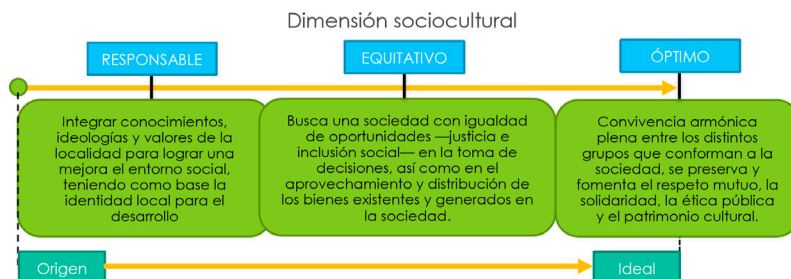 Dimensión sociocultural
RESPONSABLE
EQUITATIVO
ÓPTIMO
Integrar conocimientos,
ideologías y valores de la
localidad para lograr una
mejora el entorno social,
teniendo como base la
identidad local para el
desarrollo
Busca una sociedad con igualdad
de oportunidades —justicia e
inclusión social— en la toma de
decisiones, así como en el
aprovechamiento y distribución de
los bienes existentes y generados en
la sociedad.
Convivencia armónica
plena entre los distintos
grupos que conforman a la
sociedad, se preserva y
fomenta el respeto mutuo, la
solidaridad, la ética pública
y el patrimonio cultural.
Origen
Ideal